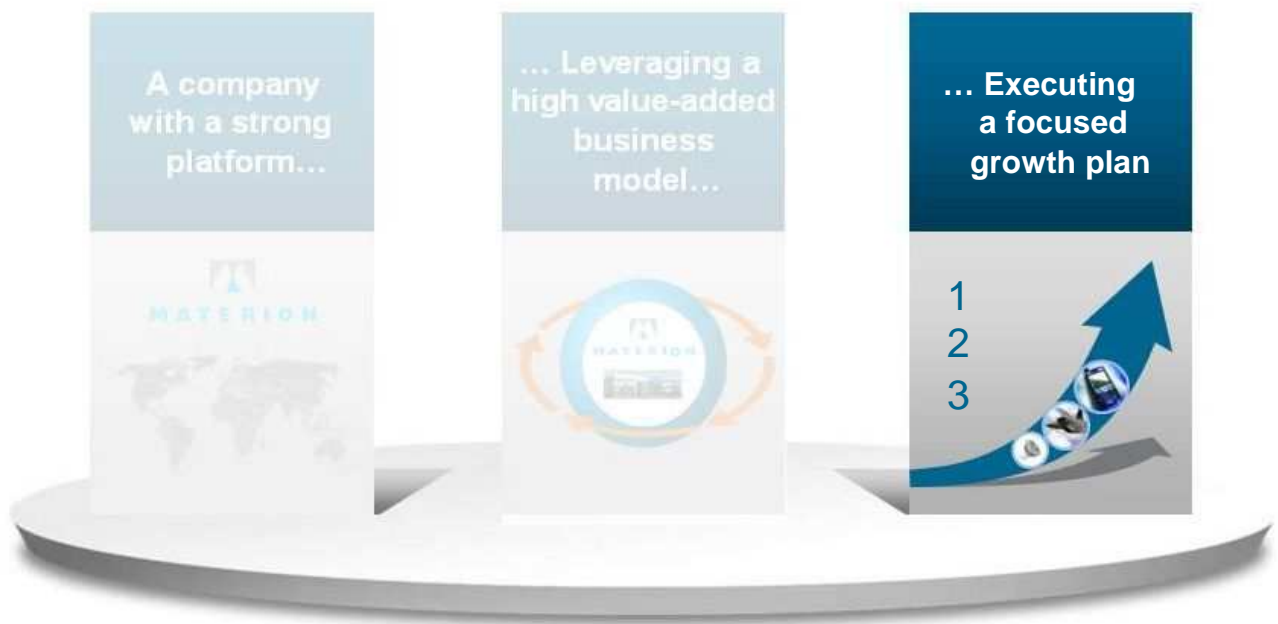 A company
with a strong
platform…
MATERION
… Leveraging a
high value-added
business
model…
MATERION
… Executing
a focused
growth plan
1
2
3